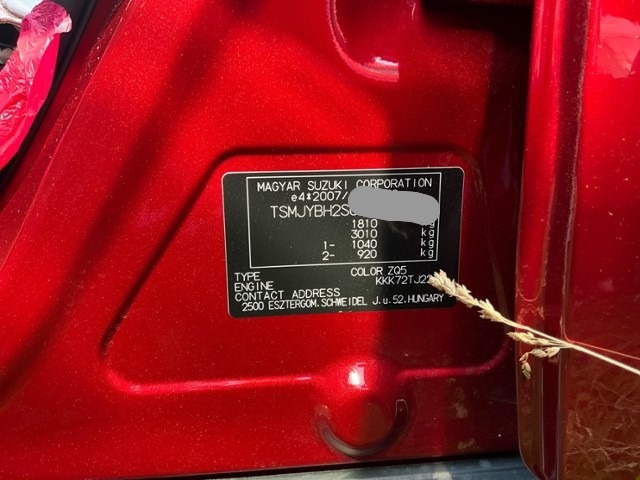 MAGYAR SUZUKI CORPORATION
e4*2007/
TSMJYBH2S
1810 kg
3010 kg
1- 1040 kg
2- 920 kg
TYPE COLOR ZQ5
ENGINE KKK72TJ22
CONTACT ADDRESS
2500 ESZTERGOM.SCHWEIDEL J.u.52.HUNGARY